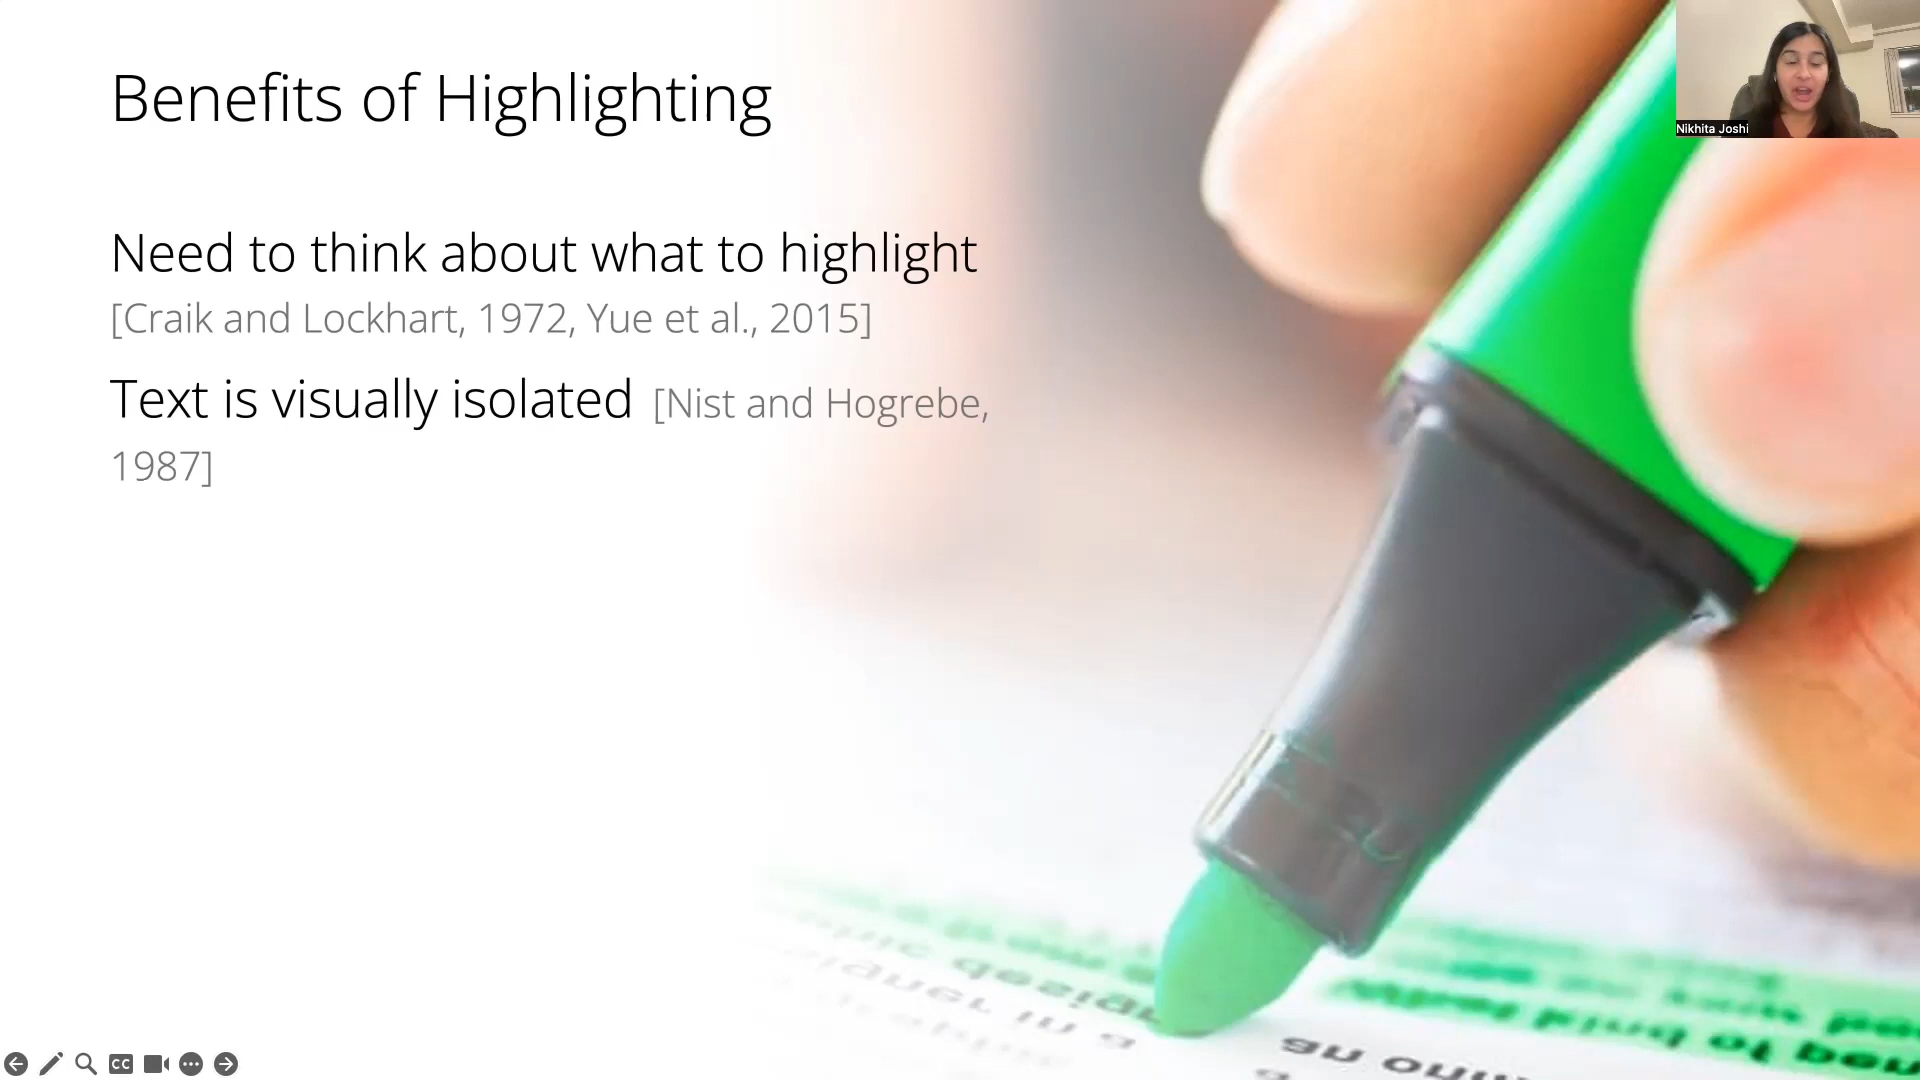 Benefits of Highlighting
Need to think about what to highlight
[Craik and Lockhart, 1972, Yue et al., 2015]
Text is visually isolated [Nist and Hogrebe,
1987]
Nikhita Joshi
CC